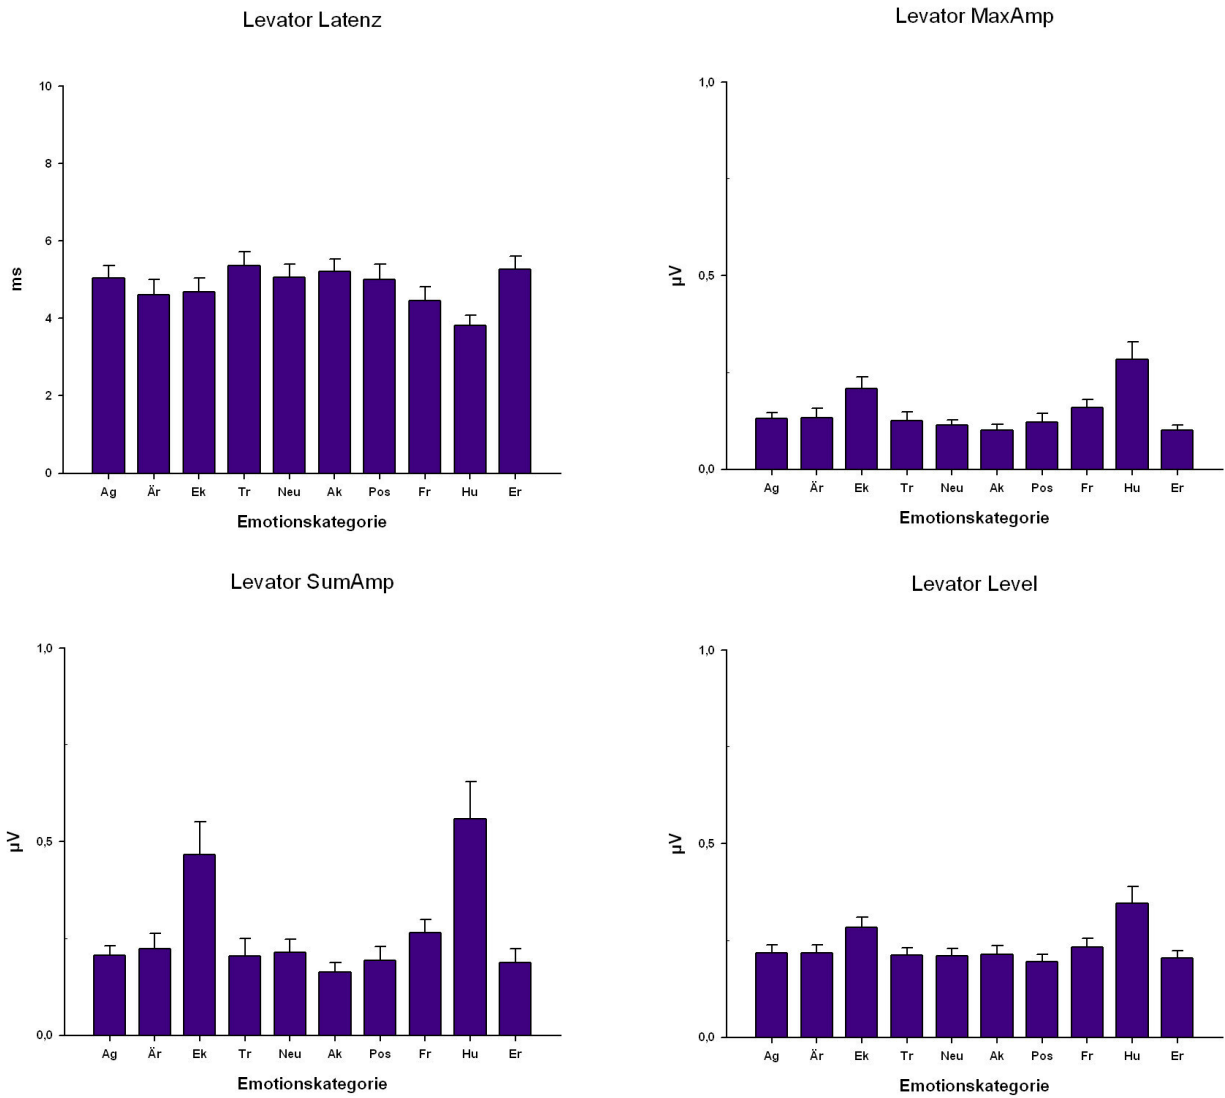 Levator Latenz
10
8
6
4
2
0
ms
Ag Är Ek Tr Neu Ak Pos Fr Hu Er
Emotionskategorie
Levator MaxAmp
1,0
0,5
0,0
µV
Ag Är Ek Tr Neu Ak Pos Fr Hu Er
Emotionskategorie
Levator SumAmp
1,0
0,5
0,0
µV
Ag Är Ek Tr Neu Ak Pos Fr Hu Er
Emotionskategorie
Levator Level
1,0
0,5
0,0
µV
Ag Är Ek Tr Neu Ak Pos Fr Hu Er
Emotionskategorie